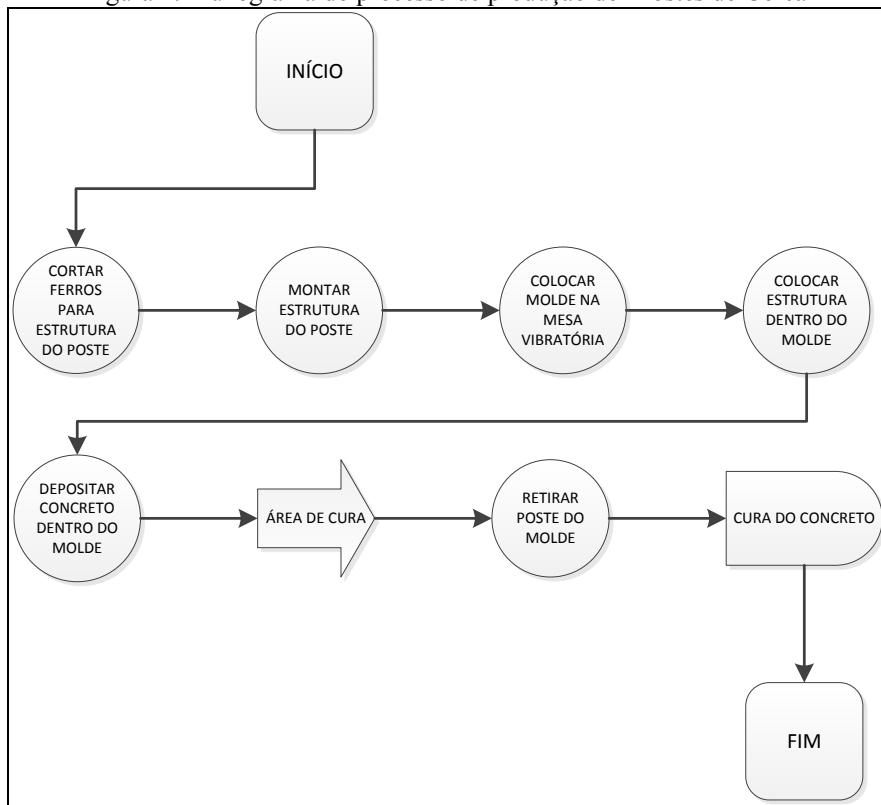 INÍCIO
CORTAR
FERROS
PARA
ESTRUTURA
DO POSTE
MONTAR
ESTRUTURA
DO POSTE
COLOCAR
MOLDE NA
MESA
VIBRATÓRIA
COLOCAR
ESTRUTURA
DENTRO DO
MOLDE
DEPOSITAR
CONCRETO
DENTRO DO
MOLDE
ÁREA DE CURA
RETIRAR
POSTE DO
MOLDE
CURA DO CONCRETO
FIM